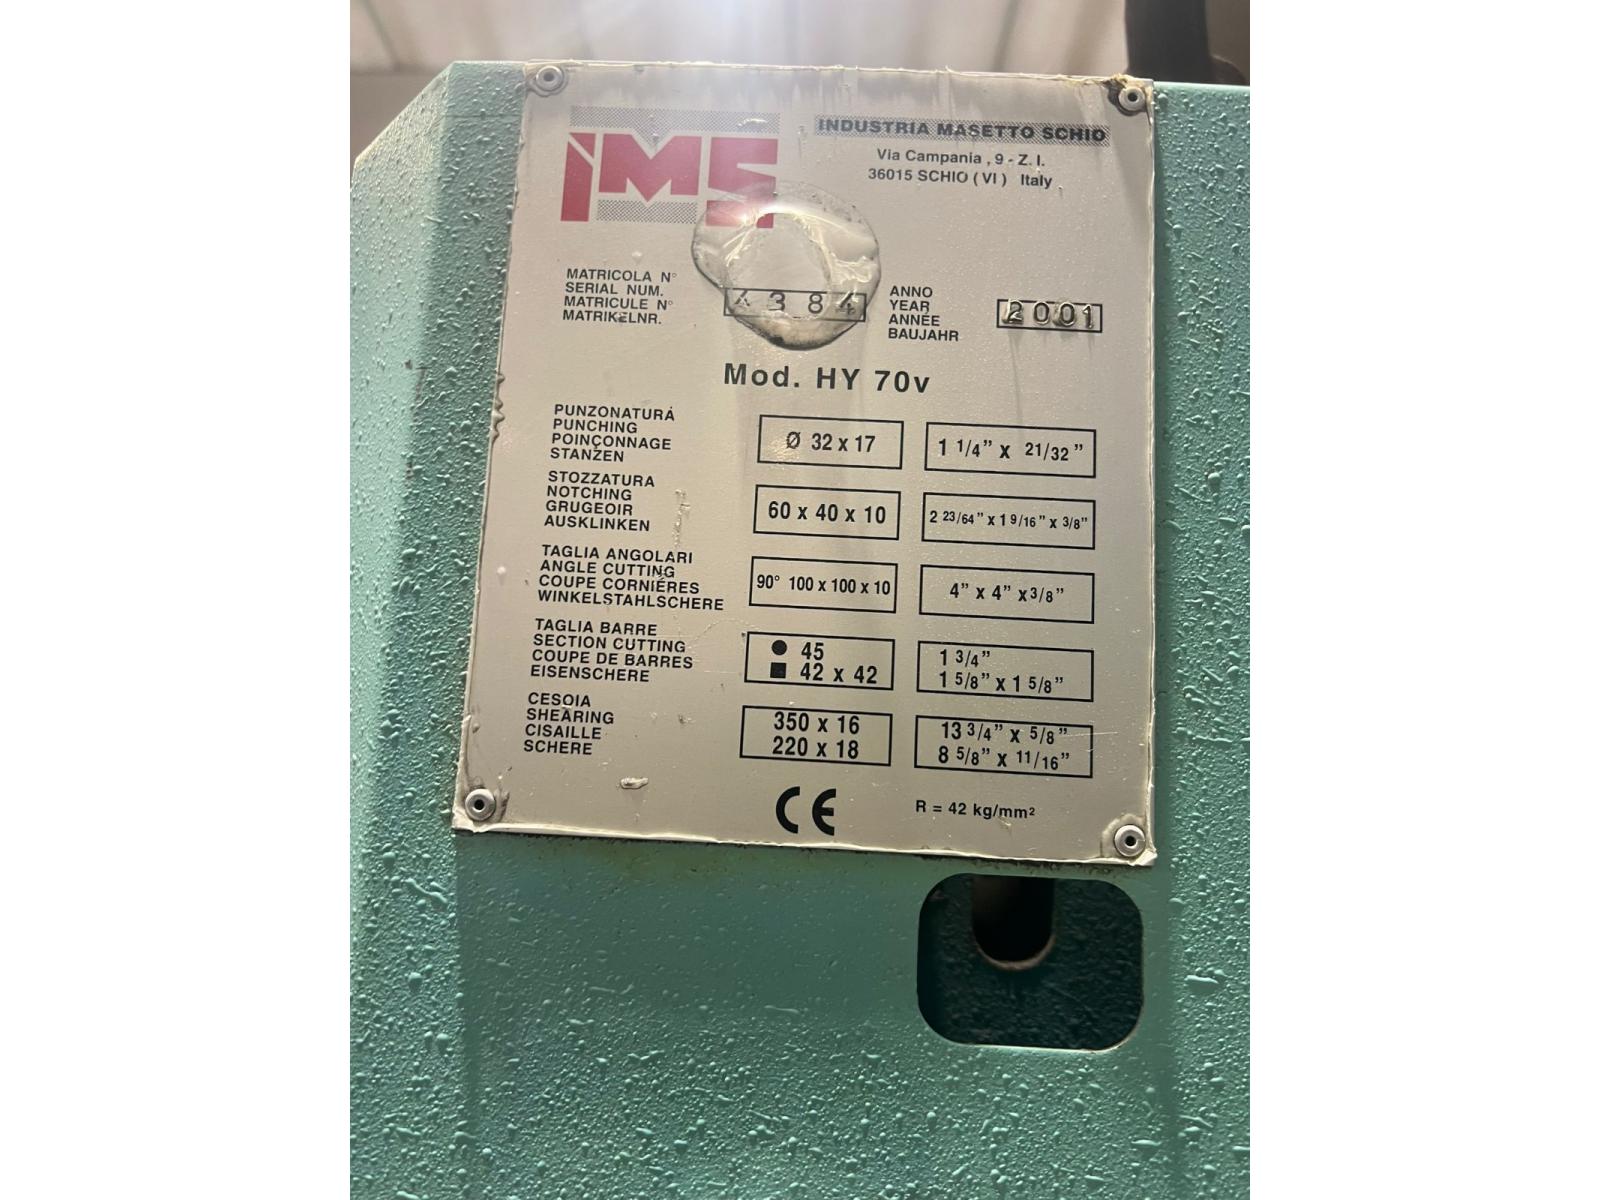 IMS
INDUSTRIA MASETTO SCHIO
Via Campania , 9 - Z. I.
36015 SCHIO ( VI ) Italy
MATRICOLA N°
SERIAL NUM.
MATRICULE N°
MATRIKELNR.
4384
ANNO
YEAR
ANNÉE
BAUJAHR
2001
Mod. HY 70v
PUNZONATURA
PUNCHING
POINÇONNAGE
STANZEN
Ø 32 x 17
1 1/4” x 21/32”
STOZZATURA
NOTCHING
GRUGEOIR
AUSKLINKEN
60 x 40 x 10
2 23/64” x 1 9/16” x 3/8”
TAGLIA ANGOLARI
ANGLE CUTTING
COUPE CORNIÉRES
WINKELSTAHLSCHERE
90° 100 x 100 x 10
4” x 4” x 3/8”
TAGLIA BARRE
SECTION CUTTING
COUPE DE BARRES
EISENSCHERE
● 45
■ 42 x 42
1 3/4”
1 5/8” x 1 5/8”
CESOIA
SHEARING
CISAILLE
SCHERE
350 x 16
220 x 18
13 3/4” x 5/8”
8 5/8” x 11/16”
CE
R = 42 kg/mm²